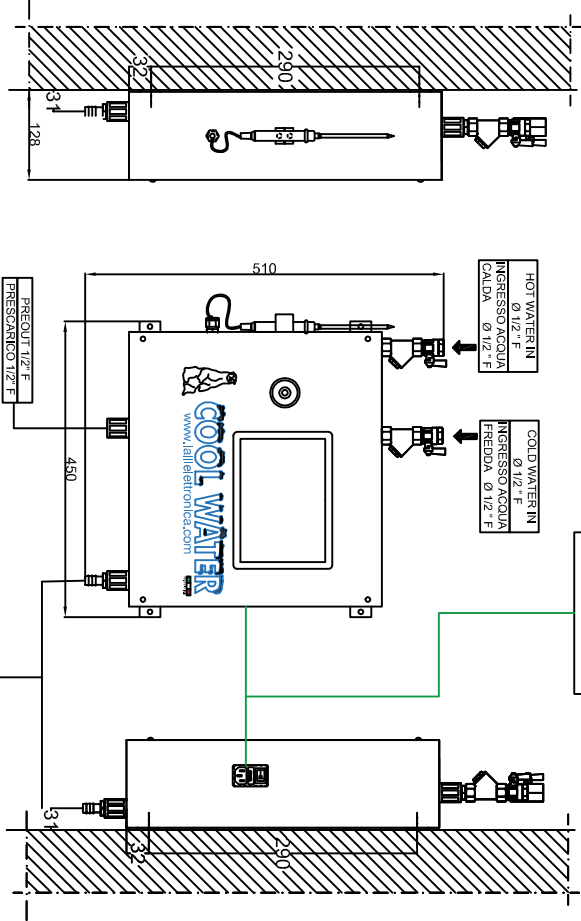 32
290
31
128
510
HOT WATER IN
Ø 1/2 " F
INGRESSO ACQUA
CALDA Ø 1/2 " F
COLD WATER IN
Ø 1/2 " F
INGRESSO ACQUA
FREDDA Ø 1/2 " F
PREOUT 1/2" F
PRESCARICO 1/2" F
COOL WATER
www.lallielettronica.com
450
31
32
290